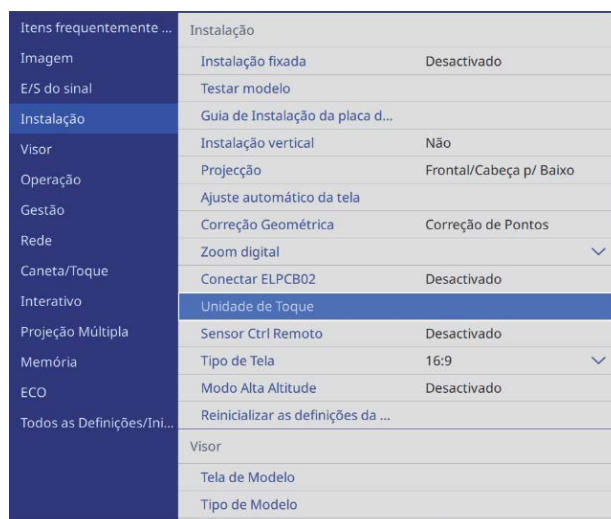 Itens frequentemente ...
Imagem
E/S do sinal
Instalação
Visor
Operação
Gestão
Rede
Caneta/Toque
Interativo
Projeção Múltipla
Memória
ECO
Todos as Definições/Ini...
Instalação
Instalação fixada Desactivado
Testar modelo
Guia de Instalação da placa d...
Instalação vertical Não
Projecção Frontal/Cabeça p/ Baixo
Ajuste automático da tela
Correção Geométrica Correção de Pontos
Zoom digital
Conectar ELPCB02 Desactivado
Unidade de Toque
Sensor Ctrl Remoto Desactivado
Tipo de Tela 16:9
Modo Alta Altitude Desactivado
Reinicializar as definições da ...
Visor
Tela de Modelo
Tipo de Modelo